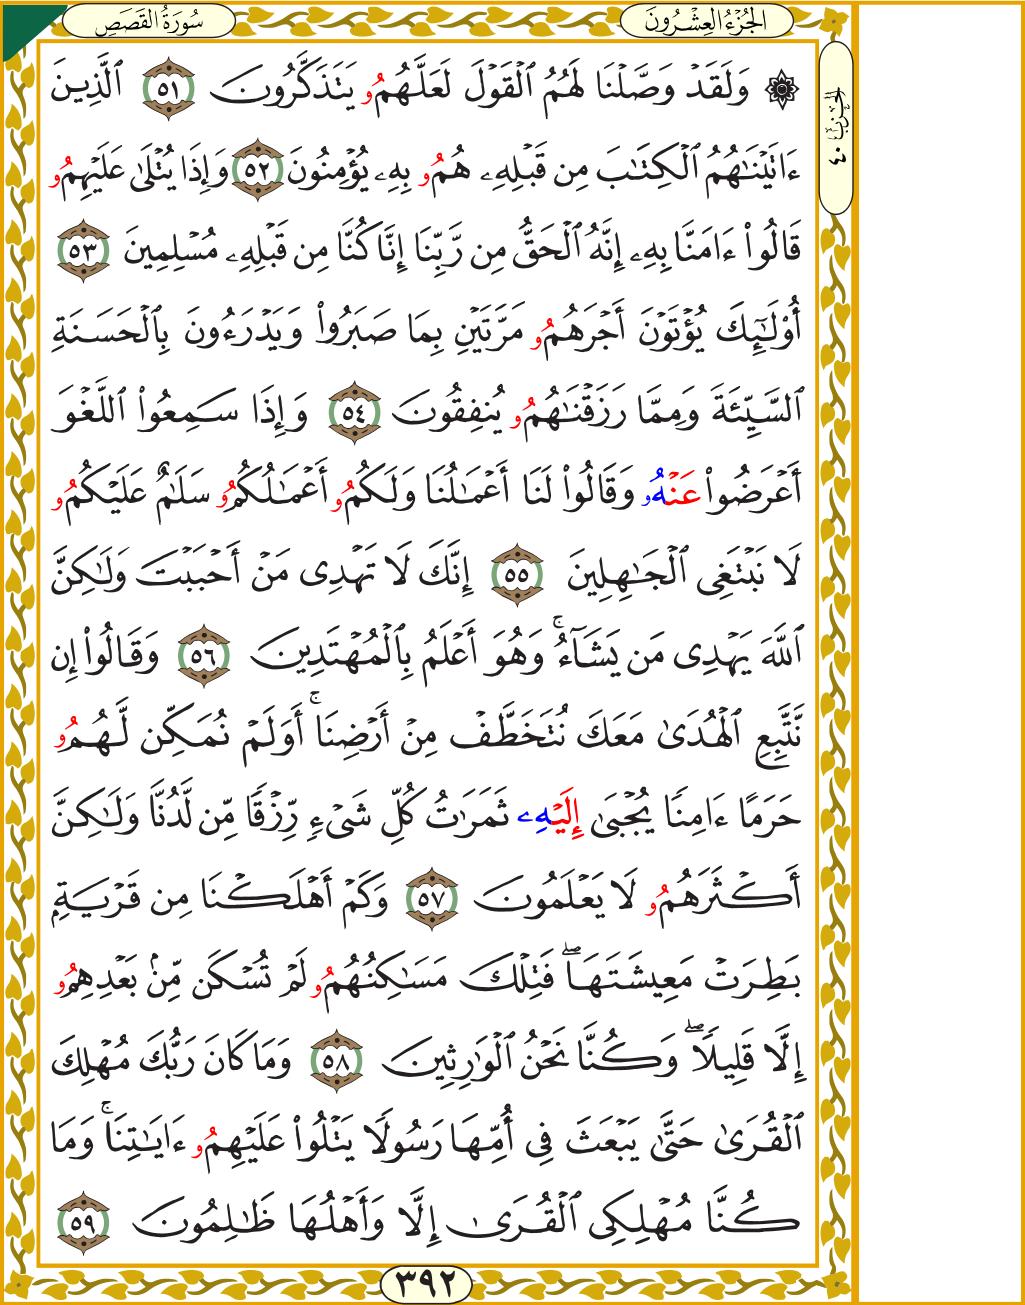 سُورَةُ القَصَصِ
الجُزْءُ العِشْرُونَ
۞ وَلَقَدْ وَصَّلْنَا لَهُمُ ٱلْقَوْلَ لَعَلَّهُمُۥ يَتَذَكَّرُونَ ٥١ ٱلَّذِينَ
ءَاتَيْنَٰهُمُ ٱلْكِتَٰبَ مِن قَبْلِهِۦ هُمُۥ بِهِۦ يُؤْمِنُونَ ٥٢ وَإِذَا يُتْلَىٰ عَلَيْهِمُۥ
قَالُوٓاْ ءَامَنَّا بِهِۦٓ إِنَّهُ ٱلْحَقُّ مِن رَّبِّنَآ إِنَّا كُنَّا مِن قَبْلِهِۦ مُسْلِمِينَ ٥٣
أُوْلَٰٓئِكَ يُؤْتَوْنَ أَجْرَهُمُۥ مَرَّتَيْنِ بِمَا صَبَرُواْ وَيَدْرَءُونَ بِٱلْحَسَنَةِ
ٱلسَّيِّئَةَ وَمِمَّا رَزَقْنَٰهُمُۥ يُنفِقُونَ ٥٤ وَإِذَا سَمِعُواْ ٱللَّغْوَ
أَعْرَضُواْ عَنْهُۥ وَقَالُواْ لَنَا أَعْمَٰلُنَا وَلَكُمُۥ أَعْمَٰلُكُمُۥ سَلَٰمٌ عَلَيْكُمُۥ
لَا نَبْتَغِى ٱلْجَٰهِلِينَ ٥٥ إِنَّكَ لَا تَهْدِى مَنْ أَحْبَبْتَ وَلَٰكِنَّ
ٱللَّهَ يَهْدِى مَن يَشَآءُۚ وَهُوَ أَعْلَمُ بِٱلْمُهْتَدِينَ ٥٦ وَقَالُواْ إِن
نَّتَّبِعِ ٱلْهُدَىٰ مَعَكَ نُتَخَطَّفْ مِنْ أَرْضِنَاۚ أَوَلَمْ نُمَكِّن لَّهُمُۥ
حَرَمًا ءَامِنًا يُجْبَىٰ إِلَيْهِۦ ثَمَرَٰتُ كُلِّ شَىْءٍ رِّزْقًا مِّن لَّدُنَّا وَلَٰكِنَّ
أَكْثَرَهُمُۥ لَا يَعْلَمُونَ ٥٧ وَكَمْ أَهْلَكْنَا مِن قَرْيَةٍۭ
بَطِرَتْ مَعِيشَتَهَاۖ فَتِلْكَ مَسَٰكِنُهُمُۥ لَمْ تُسْكَن مِّنۢ بَعْدِهِمُۥ
إِلَّا قَلِيلًاۖ وَكُنَّا نَحْنُ ٱلْوَٰرِثِينَ ٥٨ وَمَا كَانَ رَبُّكَ مُهْلِكَ
ٱلْقُرَىٰ حَتَّىٰ يَبْعَثَ فِى أُمِّهَا رَسُولًا يَتْلُواْ عَلَيْهِمُۥ ءَايَٰتِنَاۚ وَمَا
كُنَّا مُهْلِكِى ٱلْقُرَىٰ إِلَّا وَأَهْلُهَا ظَٰلِمُونَ ٥٩
٣٩٢
الحزب ٤٠